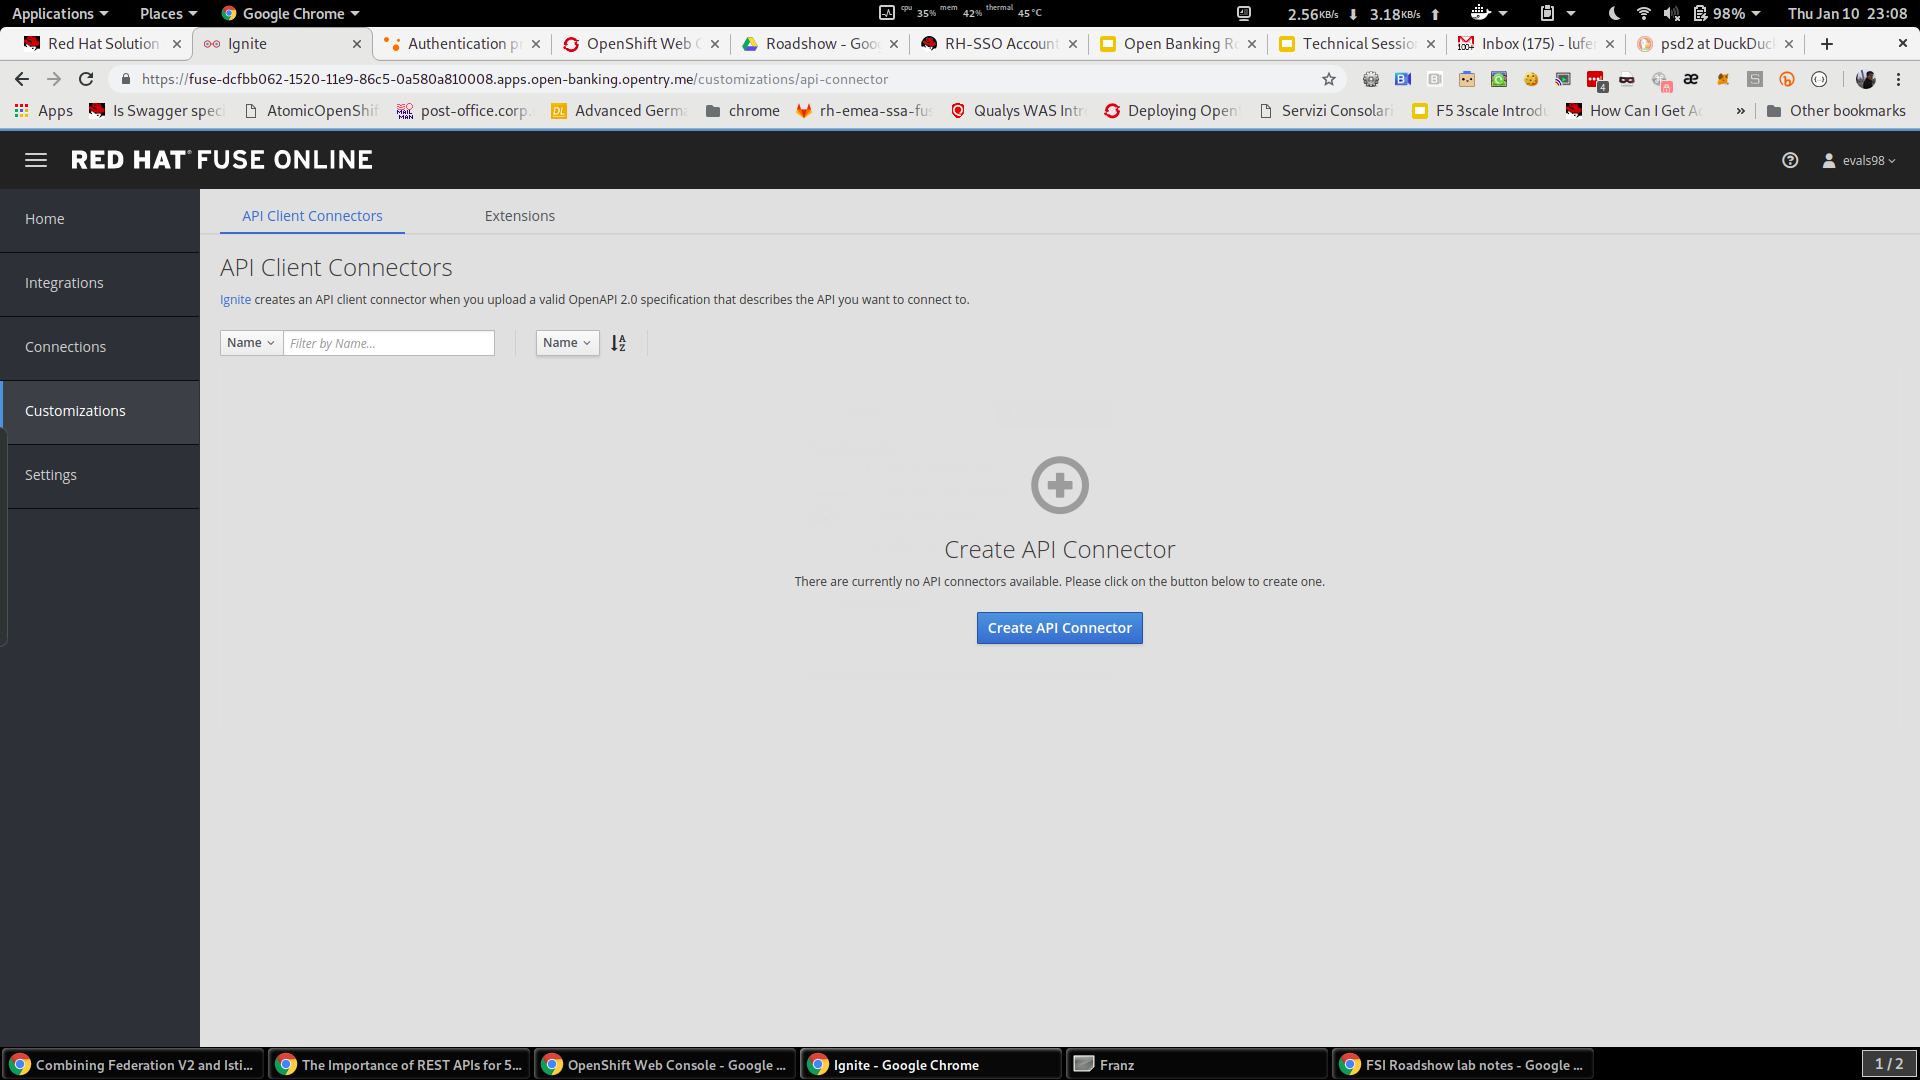 Applications Places Google Chrome cpu 35% mem 42% thermal 45°C 2.56KB/s 3.18KB/s 98% Thu Jan 10 23:08
Red Hat Solution Ignite Authentication p OpenShift Web C Roadshow - Goo RH-SSO Account Open Banking Ro Technical Sessio Inbox (175) - lufe psd2 at DuckDuc
https://fuse-dcfbb062-1520-11e9-86c5-0a580a810008.apps.open-banking.opentry.me/customizations/api-connector
Apps Is Swagger spec AtomicOpenShif post-office.corp. Advanced Germa chrome rh-emea-ssa-fus Qualys WAS Intr Deploying Open Servizi Consolari F5 3scale Introdu How Can I Get Ac » Other bookmarks
RED HAT® FUSE ONLINE evals98
Home
Integrations
Connections
Customizations
Settings
API Client Connectors Extensions
API Client Connectors
Ignite creates an API client connector when you upload a valid OpenAPI 2.0 specification that describes the API you want to connect to.
Name Filter by Name... Name
Create API Connector
There are currently no API connectors available. Please click on the button below to create one.
Create API Connector
Combining Federation V2 and Isti... The Importance of REST APIs for 5... OpenShift Web Console - Google ... Ignite - Google Chrome Franz FSI Roadshow lab notes - Google ... 1 / 2